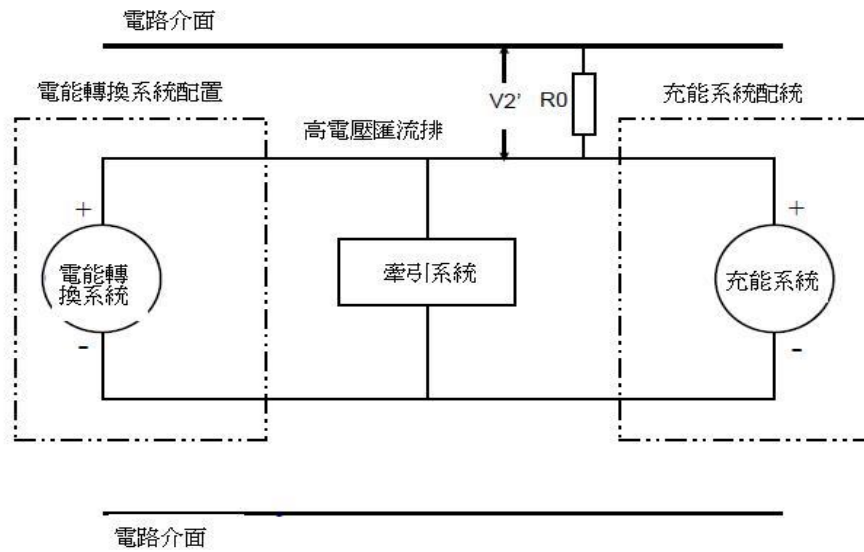 電路介面
電能轉換系統配置
V2' R0
充能系統配統
高電壓匯流排
+
+
電能轉
換系統
牽引系統
充能系統
-
-
電路介面